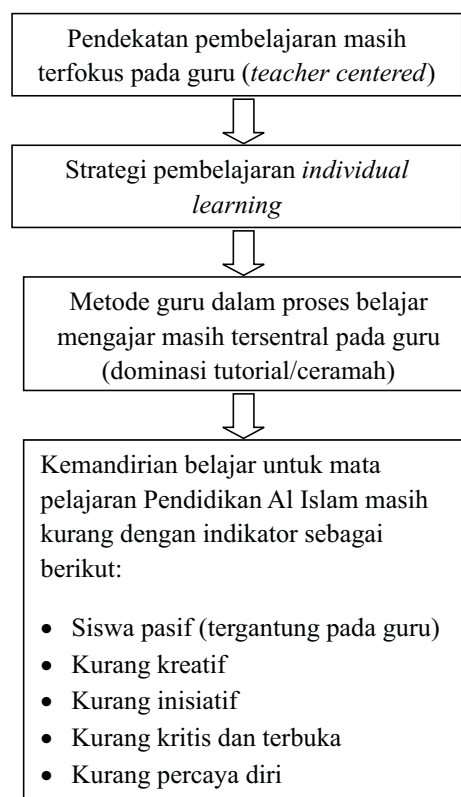 Pendekatan pembelajaran masih
terfokus pada guru (teacher centered)
Strategi pembelajaran individual
learning
Metode guru dalam proses belajar
mengajar masih tersentral pada guru
(dominasi tutorial/ceramah)
Kemandirian belajar untuk mata
pelajaran Pendidikan Al Islam masih
kurang dengan indikator sebagai
berikut:
• Siswa pasif (tergantung pada guru)
• Kurang kreatif
• Kurang inisiatif
• Kurang kritis dan terbuka
• Kurang percaya diri